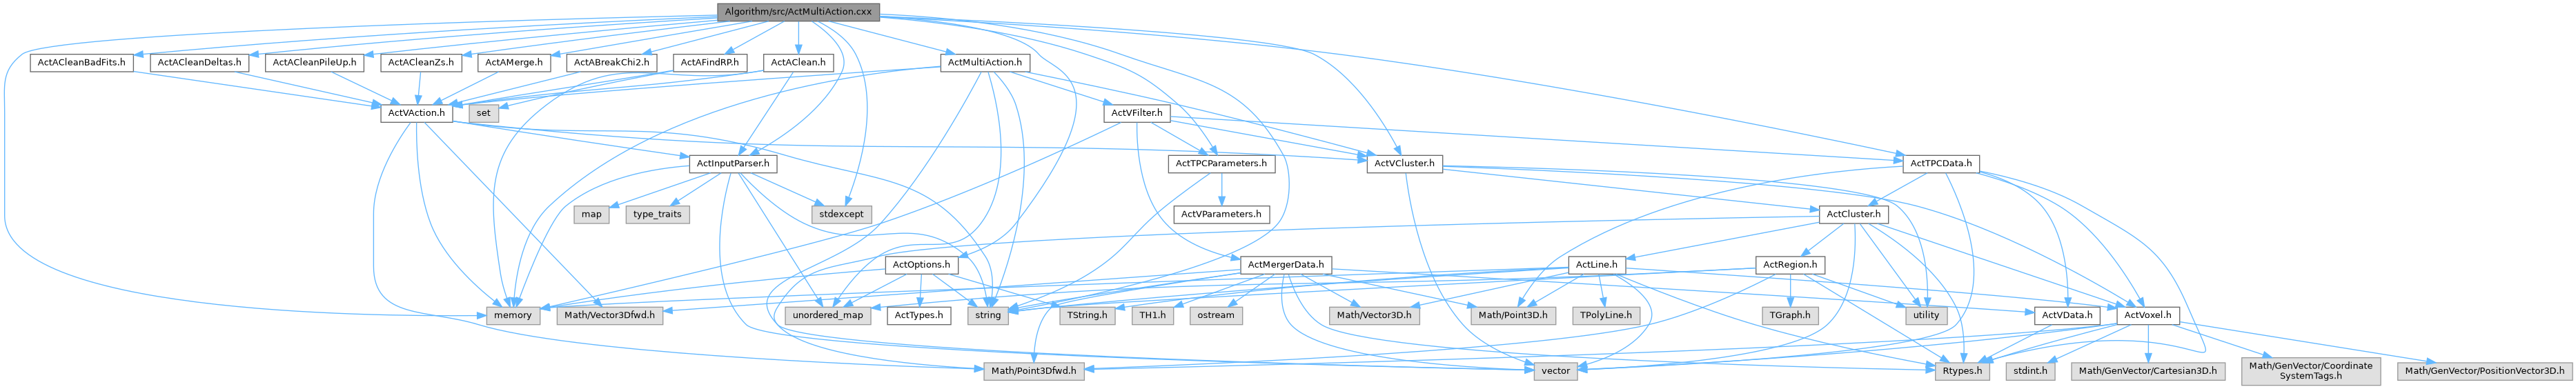 Algorithm/src/ActMultiAction.cxx
ActACleanBadFits.h
ActACleanDeltas.h
ActACleanPileUp.h
ActACleanZs.h
ActAMerge.h
ActABreakChi2.h
ActAFindRP.h
ActAClean.h
ActMultiAction.h
ActVAction.h
set
ActVFilter.h
ActInputParser.h
ActTPCParameters.h
ActVCluster.h
ActTPCData.h
map
type_traits
stdexcept
ActVParameters.h
ActCluster.h
ActOptions.h
ActMergerData.h
ActLine.h
ActRegion.h
memory
Math/Vector3Dfwd.h
unordered_map
ActTypes.h
string
TString.h
TH1.h
ostream
Math/Vector3D.h
Math/Point3D.h
TPolyLine.h
TGraph.h
utility
ActVData.h
ActVoxel.h
Math/Point3Dfwd.h
vector
Rtypes.h
stdint.h
Math/GenVector/Cartesian3D.h
Math/GenVector/Coordinate
SystemTags.h
Math/GenVector/PositionVector3D.h